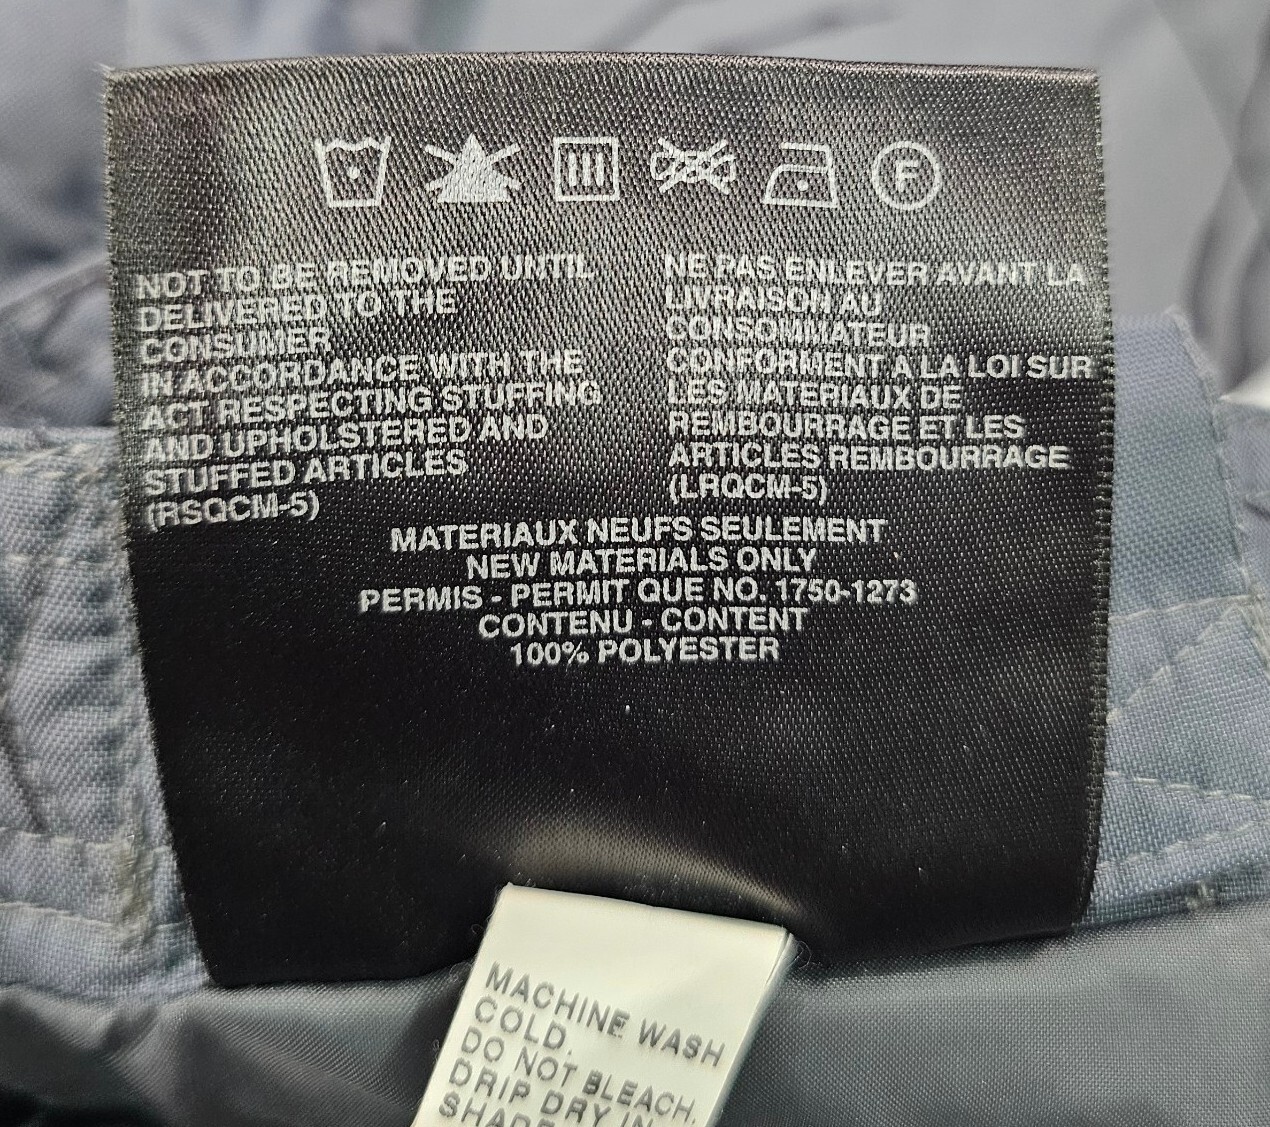 F
NOT TO BE REMOVED UNTIL
DELIVERED TO THE
CONSUMER
IN ACCORDANCE WITH THE
ACT RESPECTING STUFFING
AND UPHOLSTERED AND
STUFFED ARTICLES
(RSQCM-5)
NE PAS ENLEVER AVANT LA
LIVRAISON AU
CONSOMMATEUR
CONFORMENT A LA LOI SUR
LES MATERIAUX DE
REMBOURRAGE ET LES
ARTICLES REMBOURRAGE
(LRQCM-5)
MATERIAUX NEUFS SEULEMENT
NEW MATERIALS ONLY
PERMIS - PERMIT QUE NO. 1750-1273
CONTENU - CONTENT
100% POLYESTER
MACHINE WASH
COLD.
DO NOT BLEACH.
DRIP DRY IN
SHADE